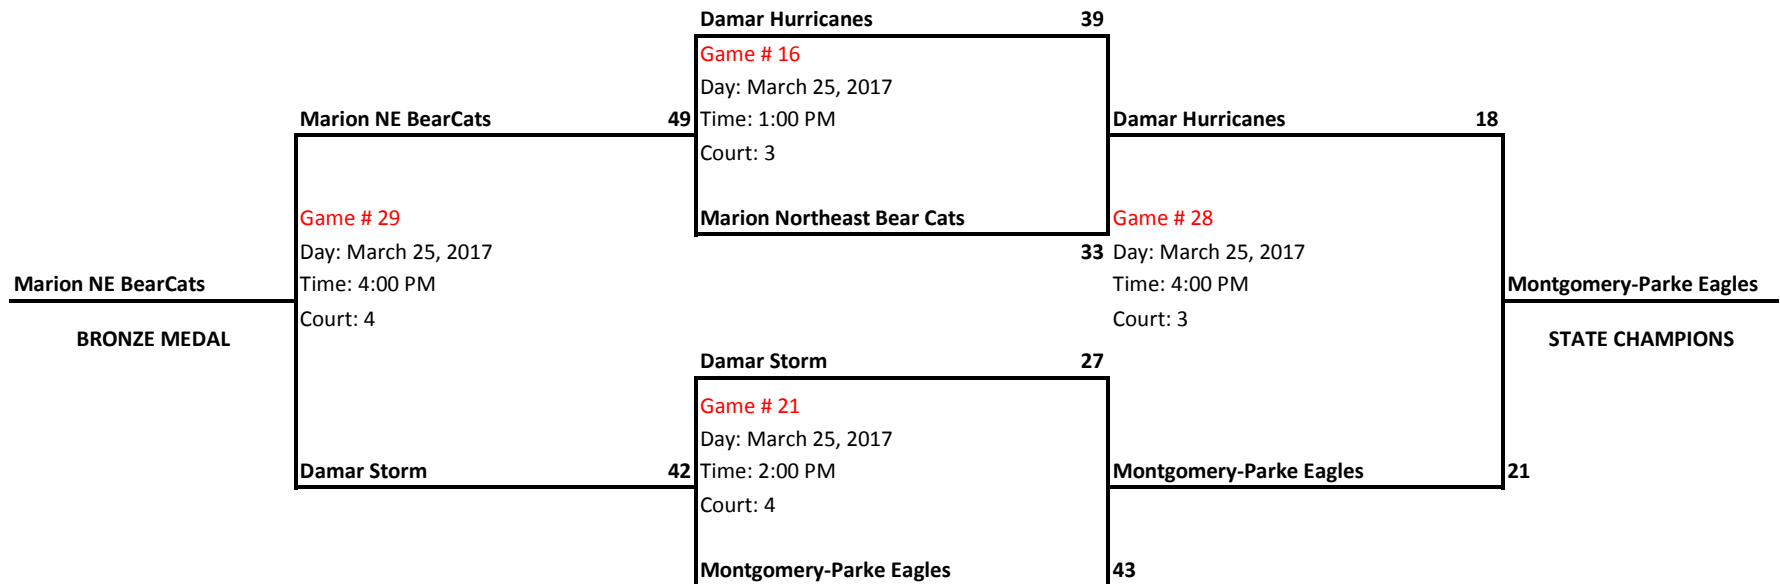 Damar Hurricanes 39
Game # 16
Day: March 25, 2017
Marion NE BearCats 49 Time: 1:00 PM Damar Hurricanes 18
Court: 3
Game # 29 Marion Northeast Bear Cats Game # 28
Day: March 25, 2017 33 Day: March 25, 2017
Marion NE BearCats Time: 4:00 PM Time: 4:00 PM Montgomery-Parke Eagles
Court: 4 Court: 3
BRONZE MEDAL STATE CHAMPIONS
Damar Storm 27
Game # 21
Day: March 25, 2017
Damar Storm 42 Time: 2:00 PM Montgomery-Parke Eagles 21
Court: 4
Montgomery-Parke Eagles 43